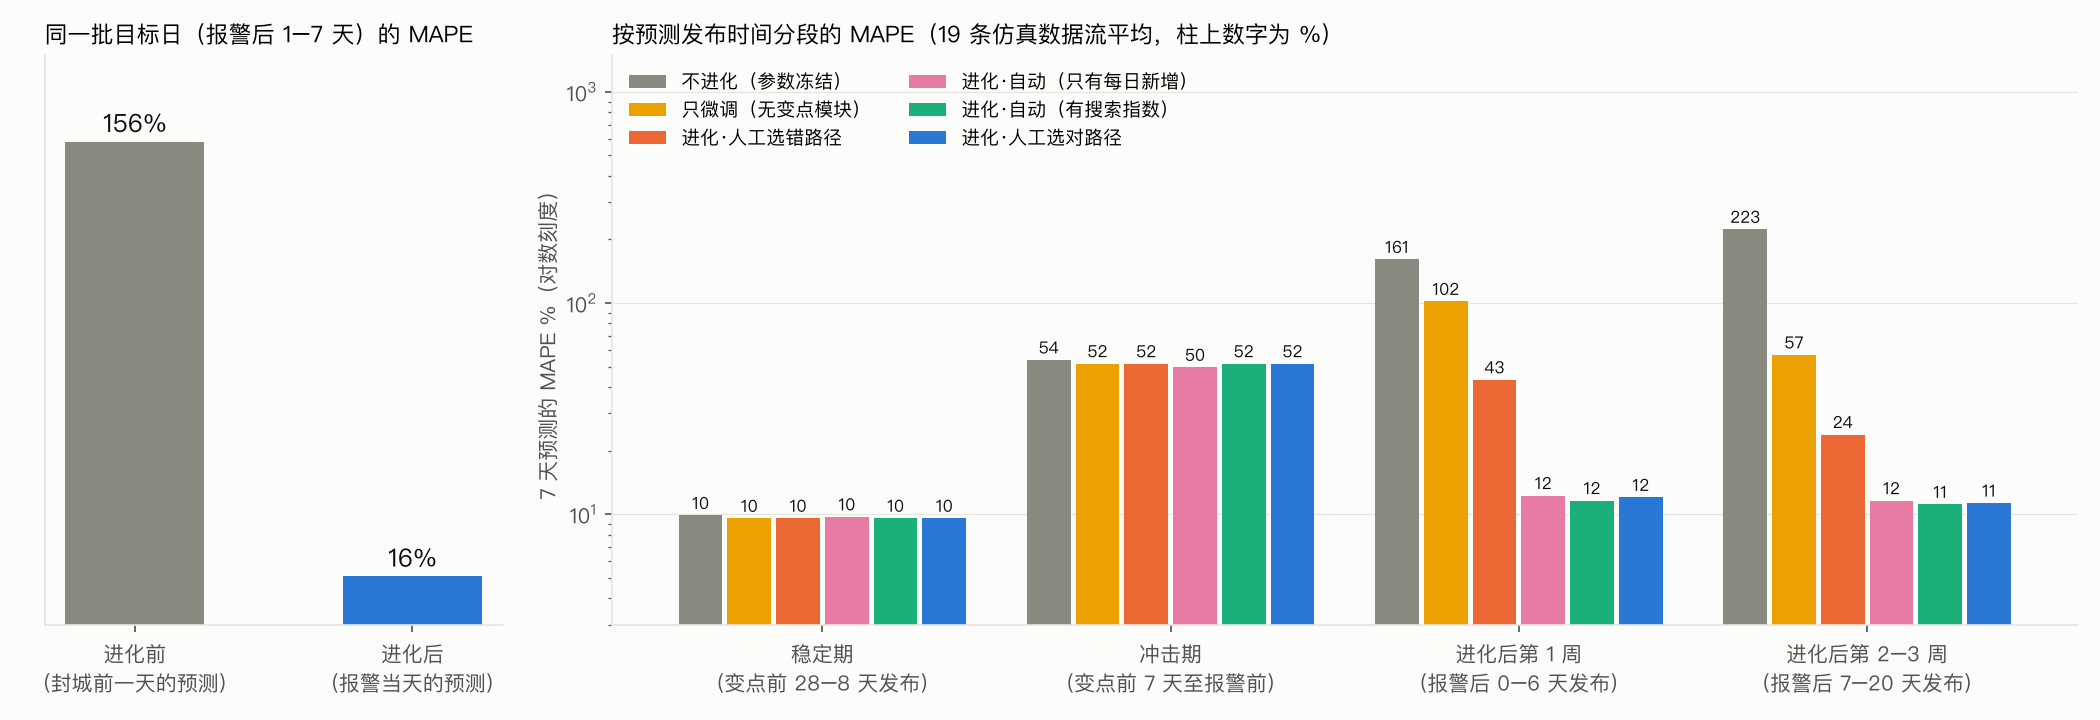 同一批目标日（报警后 1–7 天）的 MAPE
156%
16%
进化前
(封城前一天的预测)
进化后
(报警当天的预测)
按预测发布时间分段的 MAPE（19 条仿真数据流平均，柱上数字为 %）
7 天预测的 MAPE %（对数刻度）
10³
10²
10¹
不进化（参数冻结）
只微调（无变点模块）
进化·人工选错路径
进化·自动（只有每日新增）
进化·自动（有搜索指数）
进化·人工选对路径
10 10 10 10 10 10
54 52 52 50 52 52
161 102 43 12 12 12
223 57 24 12 11 11
稳定期
(变点前 28–8 天发布)
冲击期
(变点前 7 天至报警前)
进化后第 1 周
(报警后 0–6 天发布)
进化后第 2–3 周
(报警后 7–20 天发布)